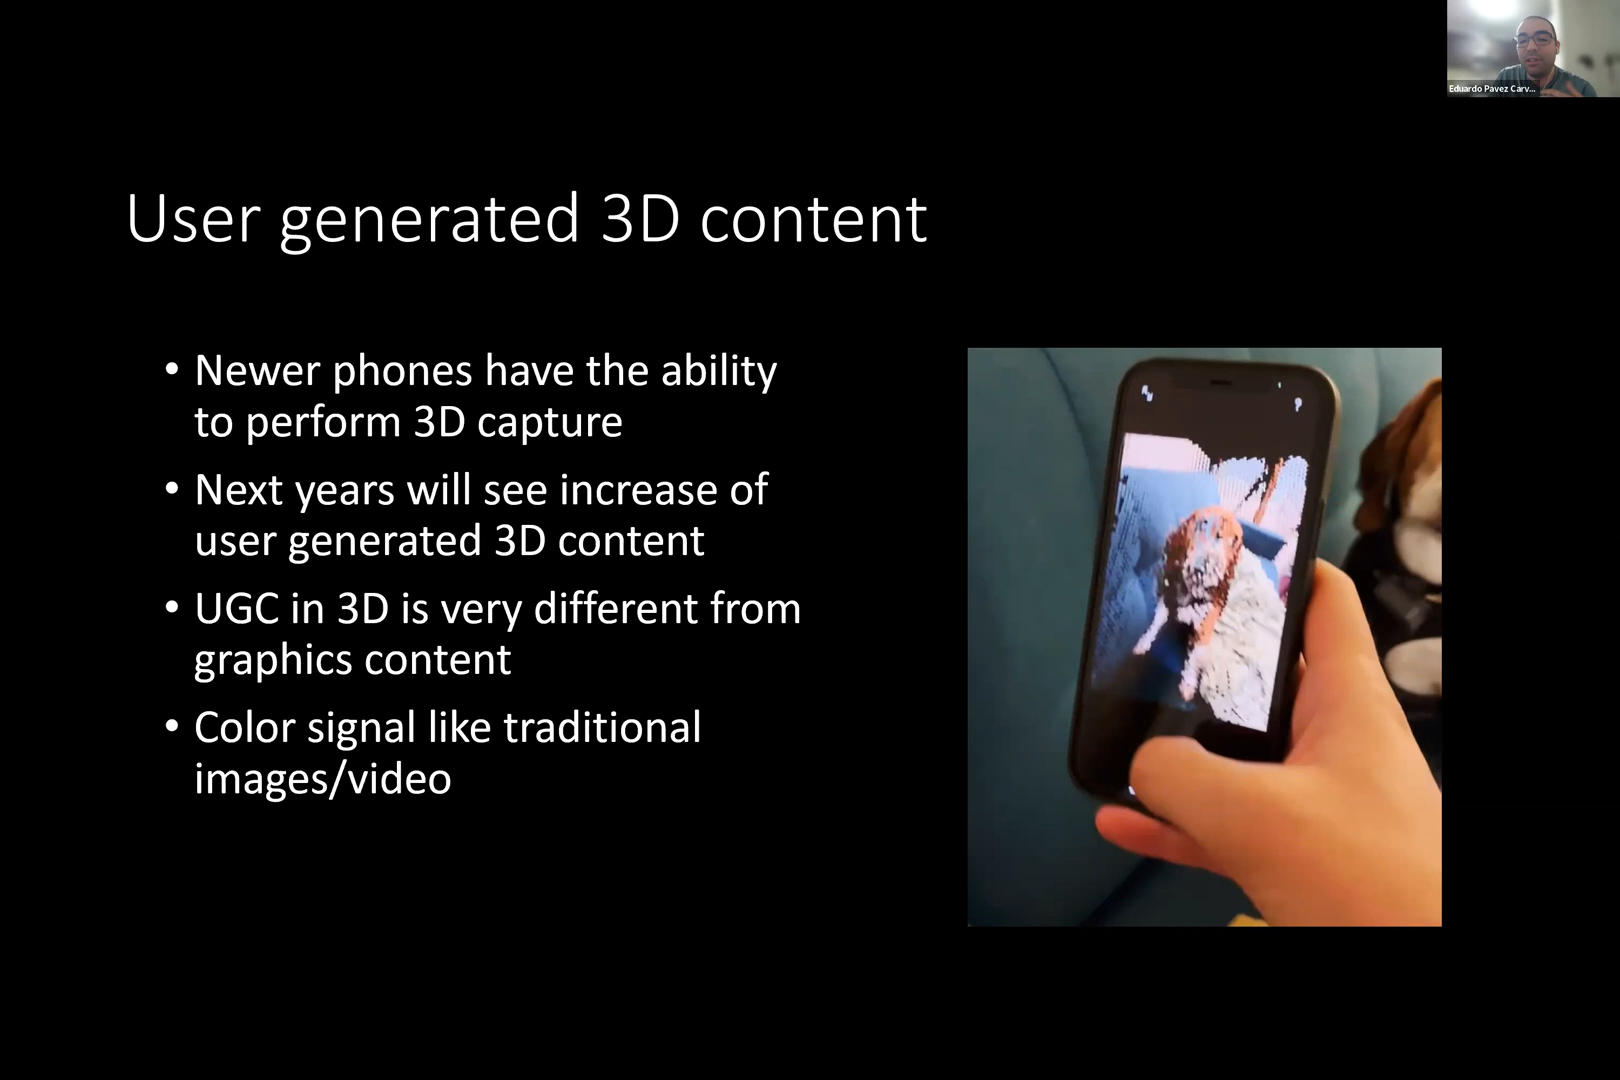 Eduardo Pavez Carv...
User generated 3D content
• Newer phones have the ability
to perform 3D capture
• Next years will see increase of
user generated 3D content
• UGC in 3D is very different from
graphics content
• Color signal like traditional
images/video